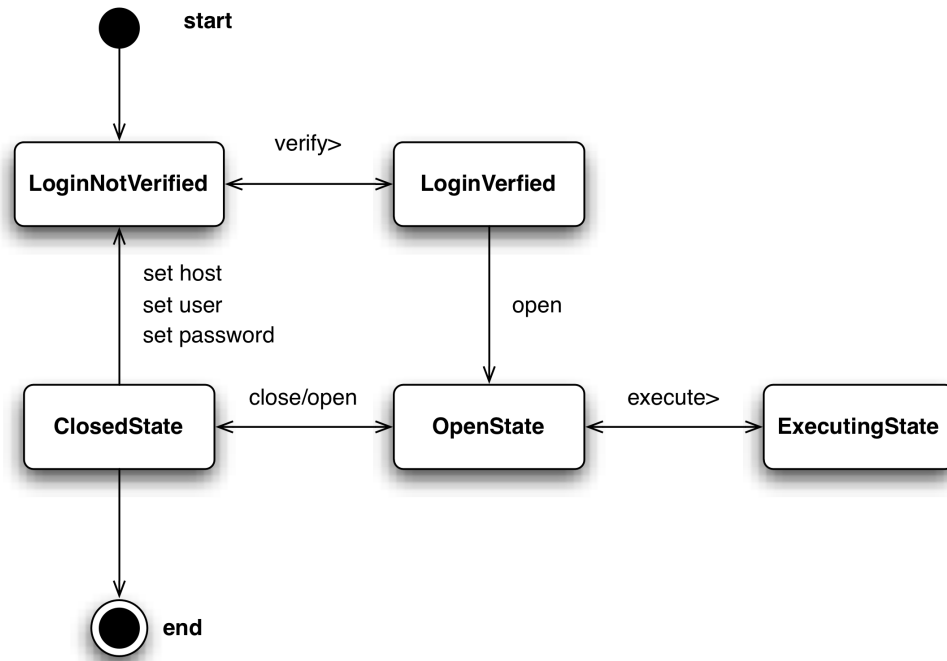 start
verify>
LoginNotVerified
LoginVerfied
set host
set user
set password
open
close/open
execute>
ClosedState
OpenState
ExecutingState
end